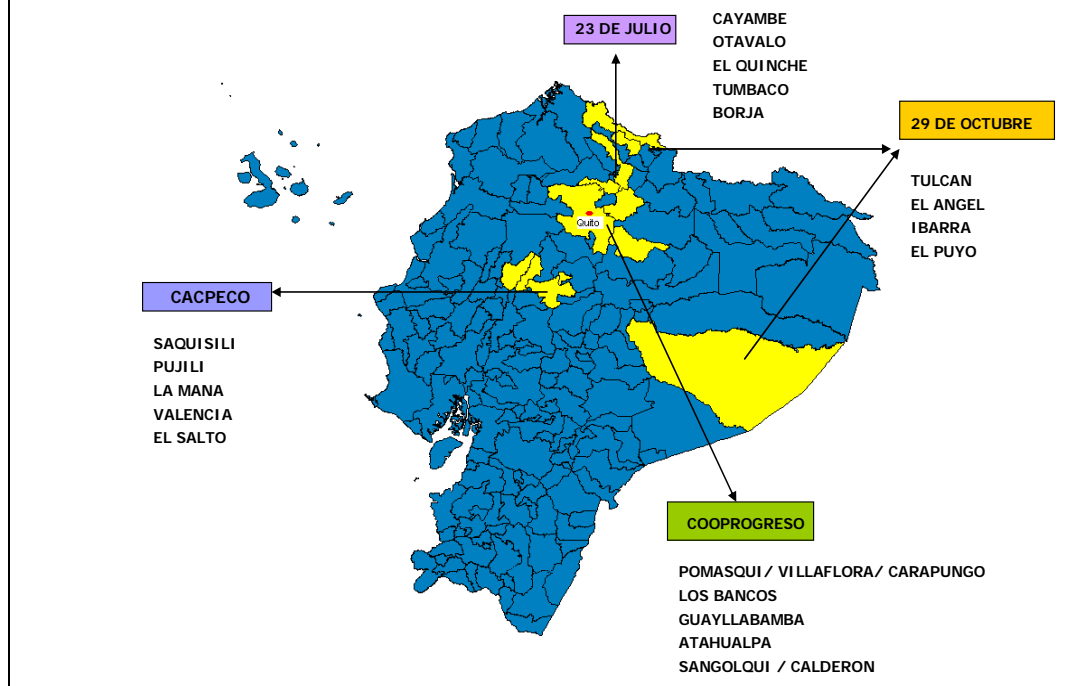 23 DE JULIO
CAYAMBE
OTAVALO
EL QUINCHE
TUMBACO
BORJA
29 DE OCTUBRE
TULCAN
EL ANGEL
IBARRA
EL PUYO
Quito
CACPECO
SAQUISILI
PUJILI
LA MANA
VALENCIA
EL SALTO
COOPROGRESO
POMASQUI/ VILLAFLORA/ CARAPUNGO
LOS BANCOS
GUAYLLABAMBA
ATAHUALPA
SANGOLQUI / CALDERON